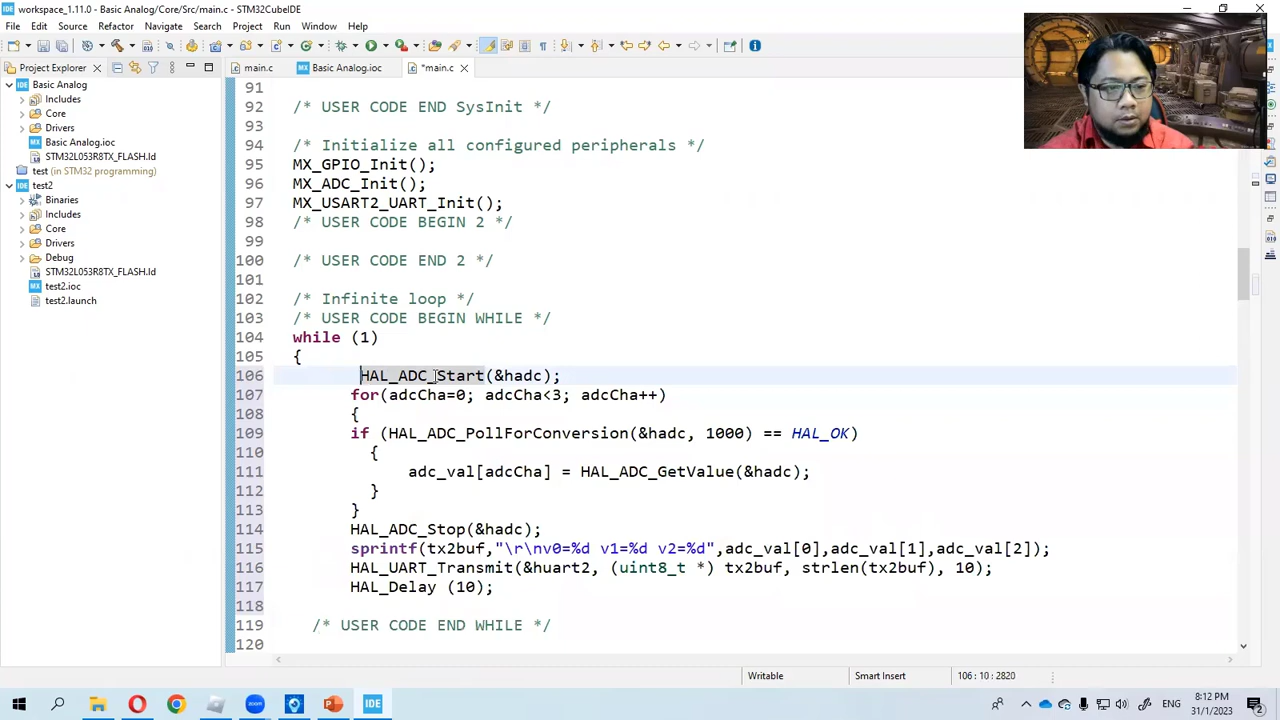 workspace_1.11.0 - Basic Analog/Core/Src/main.c - STM32CubeIDE
File Edit Source Refactor Navigate Search Project Run Window Help
Project Explorer
main.c
Basic Analog.ioc
*main.c
Basic Analog
Includes
Core
Drivers
Basic Analog.ioc
STM32L053R8TX_FLASH.ld
test (in STM32 programming)
test2
Binaries
Includes
Core
Drivers
Debug
STM32L053R8TX_FLASH.ld
test2.ioc
test2.launch
91
92 /* USER CODE END SysInit */
93
94 /* Initialize all configured peripherals */
95 MX_GPIO_Init();
96 MX_ADC_Init();
97 MX_USART2_UART_Init();
98 /* USER CODE BEGIN 2 */
99
100 /* USER CODE END 2 */
101
102 /* Infinite loop */
103 /* USER CODE BEGIN WHILE */
104 while (1)
105 {
106 HAL_ADC_Start(&hadc);
107 for(adcCha=0; adcCha<3; adcCha++)
108 {
109 if (HAL_ADC_PollForConversion(&hadc, 1000) == HAL_OK)
110 {
111 adc_val[adcCha] = HAL_ADC_GetValue(&hadc);
112 }
113 }
114 HAL_ADC_Stop(&hadc);
115 sprintf(tx2buf,"\r\nv0=%d v1=%d v2=%d",adc_val[0],adc_val[1],adc_val[2]);
116 HAL_UART_Transmit(&huart2, (uint8_t *) tx2buf, strlen(tx2buf), 10);
117 HAL_Delay (10);
118
119 /* USER CODE END WHILE */
120
Writable Smart Insert 106 : 10 : 2820
IDE
zoom
ENG
8:12 PM
31/1/2023